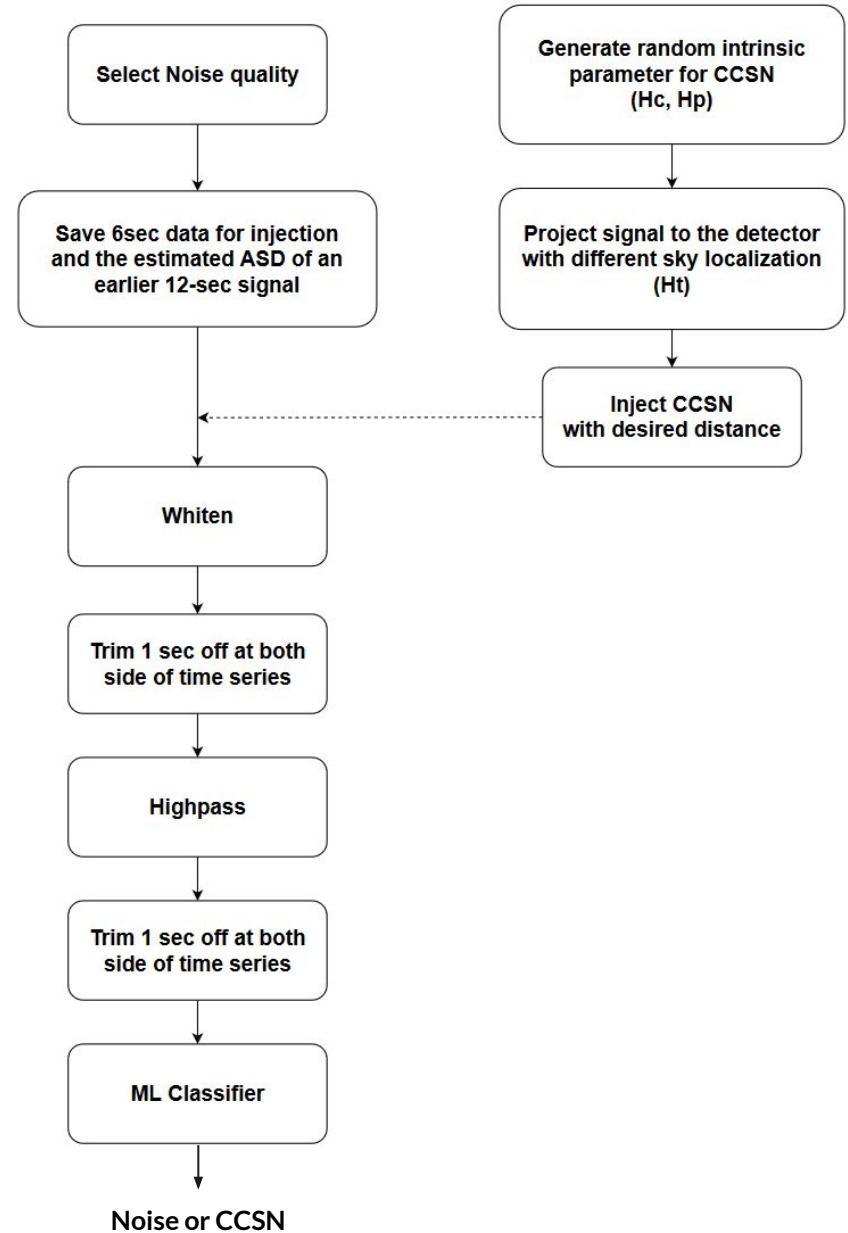 Select Noise quality
Save 6sec data for injection
and the estimated ASD of an
earlier 12-sec signal
Generate random intrinsic
parameter for CCSN
(Hc, Hp)
Project signal to the detector
with different sky localization
(Ht)
Inject CCSN
with desired distance
Whiten
Trim 1 sec off at both
side of time series
Highpass
Trim 1 sec off at both
side of time series
ML Classifier
Noise or CCSN